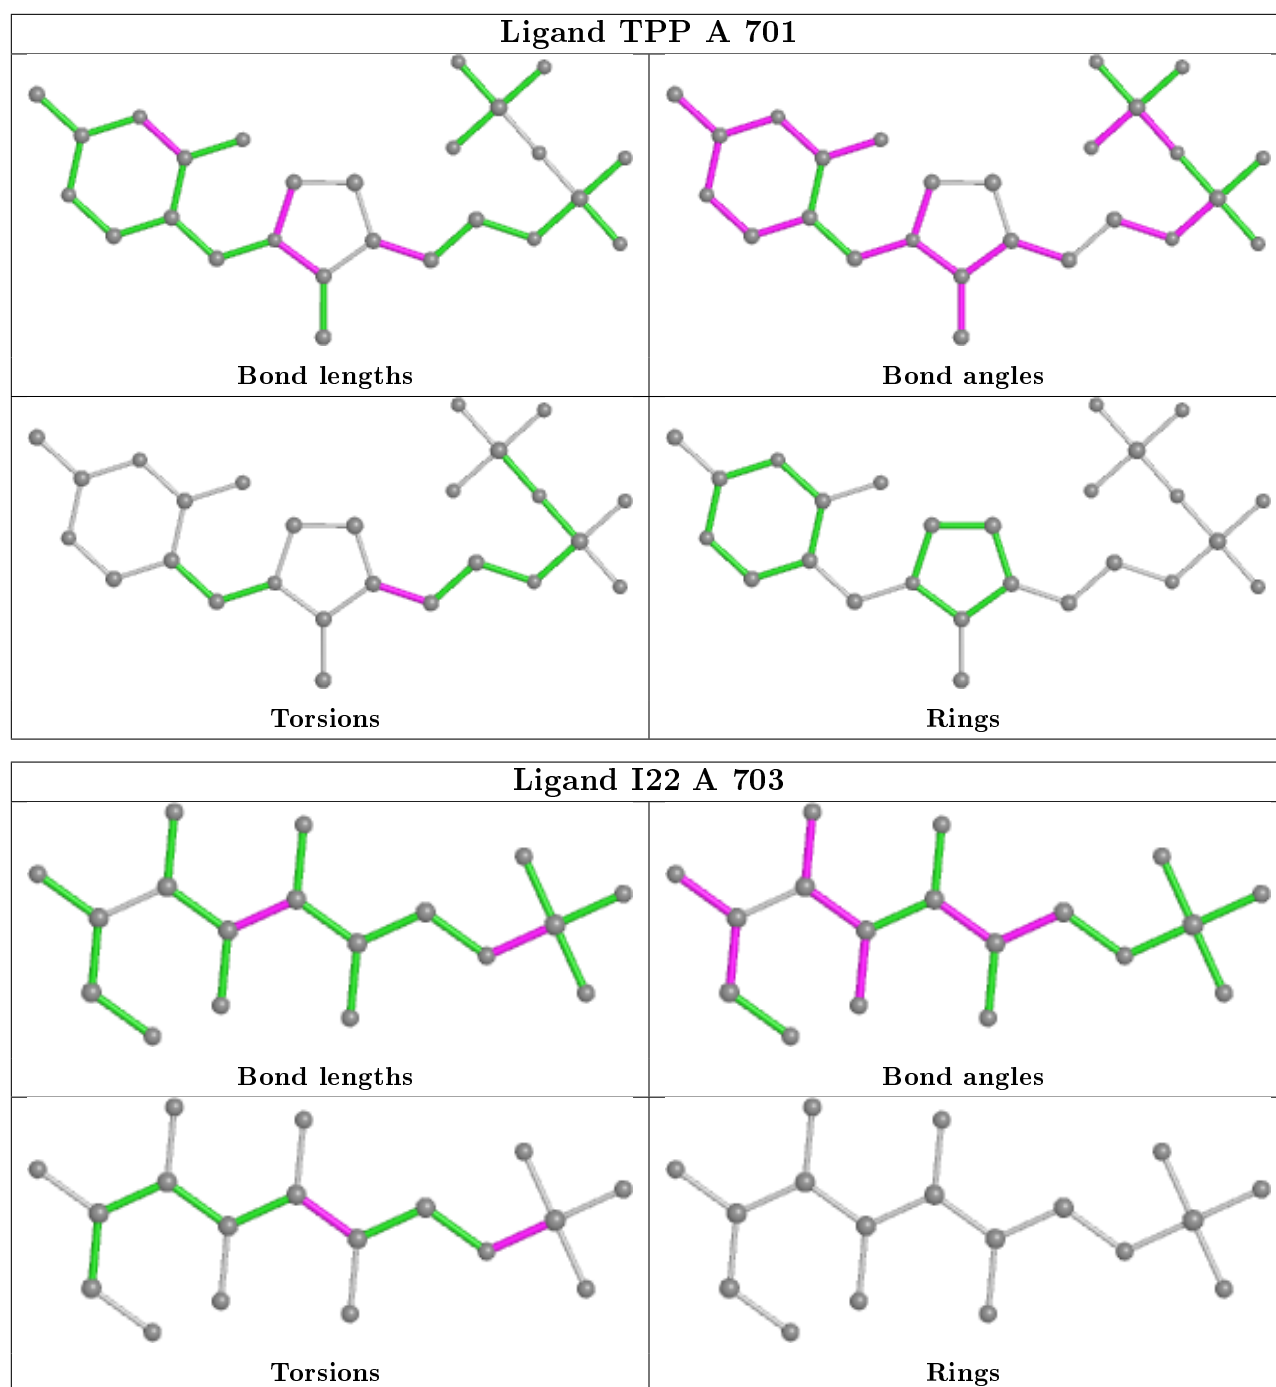 Ligand TPP A 701
Bond lengths
Bond angles
Torsions
Rings
Ligand I22 A 703
Bond lengths
Bond angles
Torsions
Rings